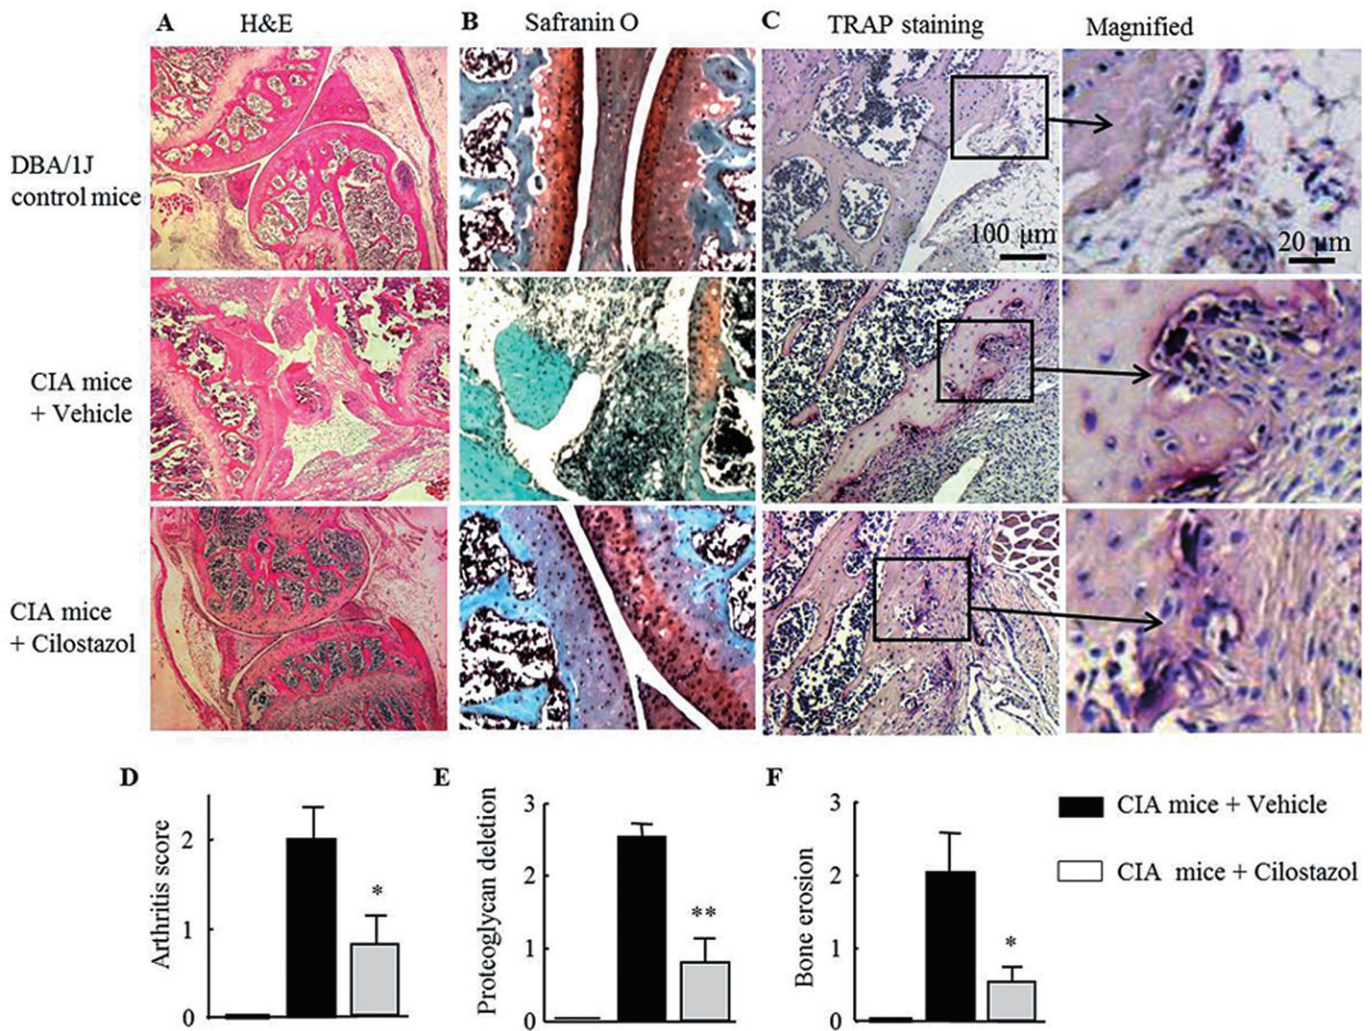 A H&E
B Safranin O
C TRAP staining Magnified
DBA/1J
control mice
100 μm
20 μm
CIA mice
+ Vehicle
CIA mice
+ Cilostazol
D
Arthritis score
2
1
0
*
E
Proteoglycan deletion
3
2
1
0
**
F
Bone erosion
3
2
1
0
*
CIA mice + Vehicle
CIA mice + Cilostazol